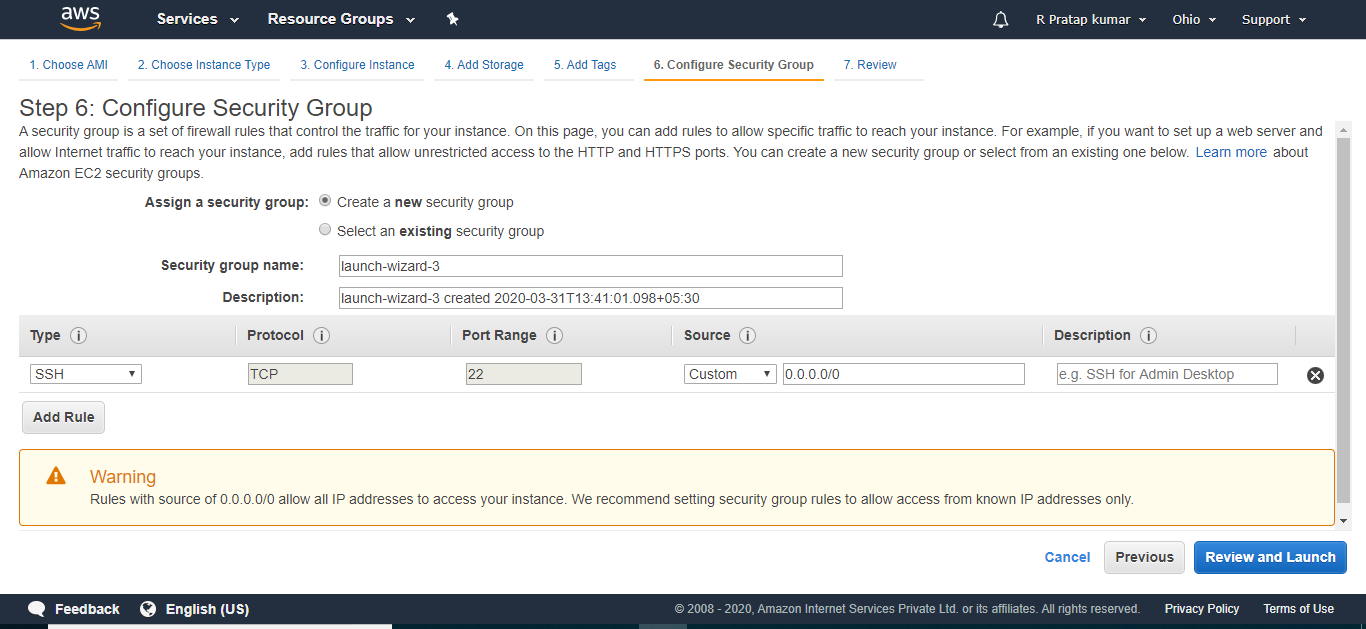 aws Services Resource Groups R Pratap kumar Ohio Support
1. Choose AMI 2. Choose Instance Type 3. Configure Instance 4. Add Storage 5. Add Tags 6. Configure Security Group 7. Review
Step 6: Configure Security Group
A security group is a set of firewall rules that control the traffic for your instance. On this page, you can add rules to allow specific traffic to reach your instance. For example, if you want to set up a web server and
allow Internet traffic to reach your instance, add rules that allow unrestricted access to the HTTP and HTTPS ports. You can create a new security group or select from an existing one below. Learn more about
Amazon EC2 security groups.
Assign a security group: Create a new security group
Select an existing security group
Security group name: launch-wizard-3
Description: launch-wizard-3 created 2020-03-31T13:41:01.098+05:30
Type i Protocol i Port Range i Source i Description i
SSH TCP 22 Custom 0.0.0.0/0 e.g. SSH for Admin Desktop
Add Rule
Warning
Rules with source of 0.0.0.0/0 allow all IP addresses to access your instance. We recommend setting security group rules to allow access from known IP addresses only.
Cancel Previous Review and Launch
Feedback English (US) © 2008 - 2020, Amazon Internet Services Private Ltd. or its affiliates. All rights reserved. Privacy Policy Terms of Use